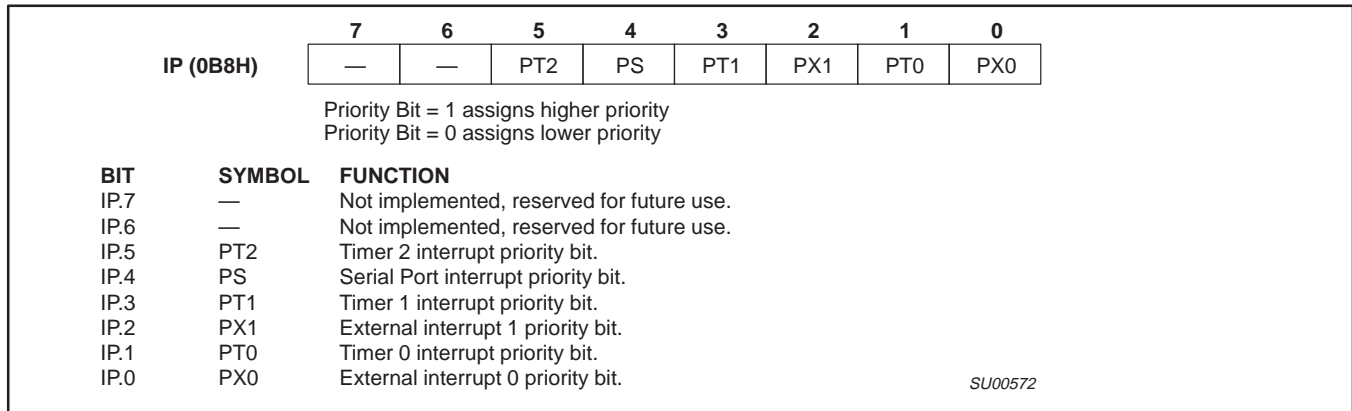 7 6 5 4 3 2 1 0
IP (0B8H) — — PT2 PS PT1 PX1 PT0 PX0
Priority Bit = 1 assigns higher priority
Priority Bit = 0 assigns lower priority
BIT SYMBOL FUNCTION
IP.7 — Not implemented, reserved for future use.
IP.6 — Not implemented, reserved for future use.
IP.5 PT2 Timer 2 interrupt priority bit.
IP.4 PS Serial Port interrupt priority bit.
IP.3 PT1 Timer 1 interrupt priority bit.
IP.2 PX1 External interrupt 1 priority bit.
IP.1 PT0 Timer 0 interrupt priority bit.
IP.0 PX0 External interrupt 0 priority bit.
SU00572